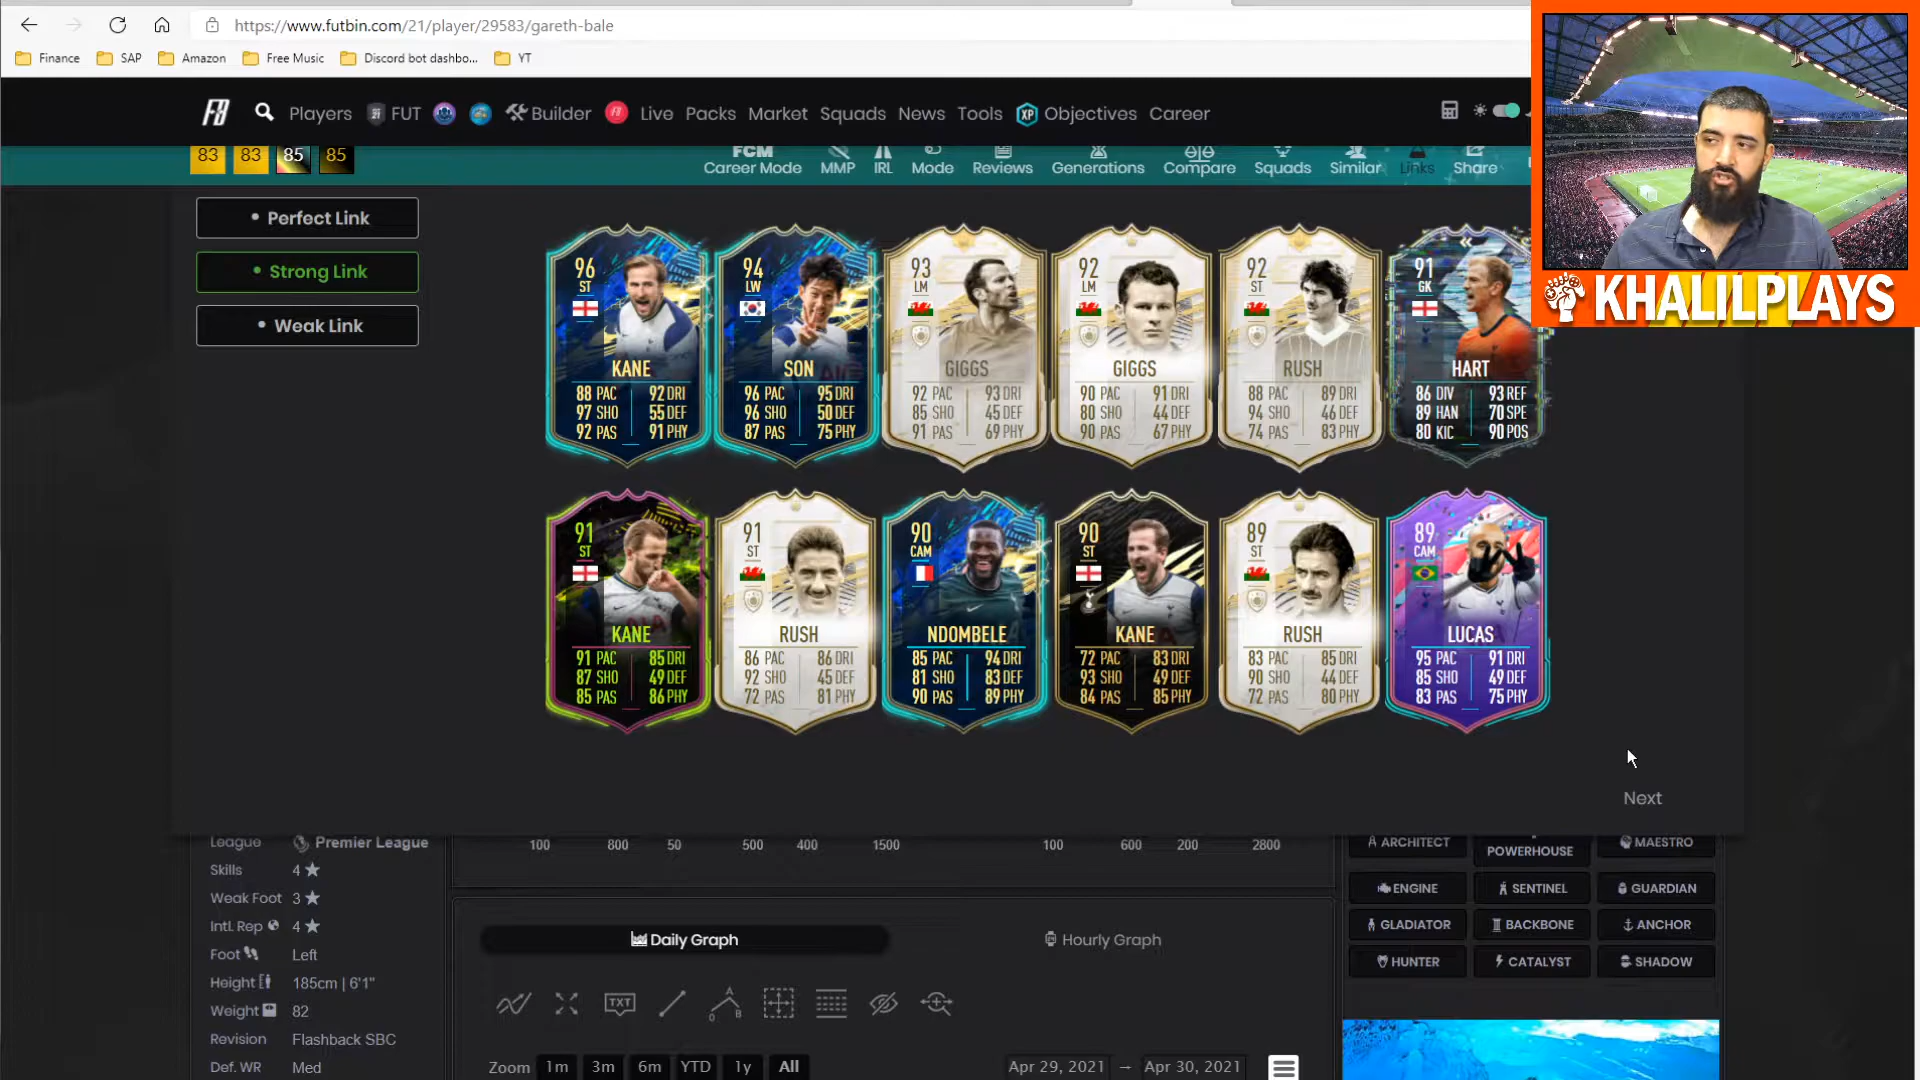 https://www.futbin.com/21/player/29583/gareth-bale
Finance SAP Amazon Free Music Discord bot dashbo... YT
Players FUT Builder Live Packs Market Squads News Tools XP Objectives Career
83 83 85 85
FCM
Career Mode MMP IRL Mode Reviews Generations Compare Squads Similar Links Share
KHALILPLAYS
Perfect Link
Strong Link
Weak Link
96 ST KANE
88 PAC 92 DRI
97 SHO 55 DEF
92 PAS 91 PHY
94 LW SON
96 PAC 95 DRI
96 SHO 50 DEF
87 PAS 75 PHY
93 LM GIGGS
92 PAC 93 DRI
85 SHO 45 DEF
91 PAS 69 PHY
92 LM GIGGS
90 PAC 91 DRI
80 SHO 44 DEF
90 PAS 67 PHY
92 ST RUSH
88 PAC 89 DRI
94 SHO 46 DEF
74 PAS 83 PHY
91 GK HART
86 DIV 93 REF
89 HAN 70 SPE
80 KIC 90 POS
91 ST KANE
91 PAC 85 DRI
87 SHO 49 DEF
85 PAS 86 PHY
91 ST RUSH
86 PAC 86 DRI
92 SHO 45 DEF
72 PAS 81 PHY
90 CAM NDOMBELE
85 PAC 94 DRI
81 SHO 83 DEF
90 PAS 89 PHY
90 ST KANE
72 PAC 83 DRI
93 SHO 49 DEF
84 PAS 85 PHY
89 ST RUSH
83 PAC 85 DRI
90 SHO 44 DEF
72 PAS 80 PHY
89 CAM LUCAS
95 PAC 91 DRI
85 SHO 49 DEF
83 PAS 75 PHY
Next
League Premier League
Skills 4
Weak Foot 3
Intl. Rep 4
Foot Left
Height 185cm | 6'1"
Weight 82
Revision Flashback SBC
Def. WR Med
100 800 50 500 400 1500 100 600 200 2800
Daily Graph Hourly Graph
TXT A 0 B
Zoom 1m 3m 6m YTD 1y All Apr 29, 2021 → Apr 30, 2021
ARCHITECT POWERHOUSE MAESTRO
ENGINE SENTINEL GUARDIAN
GLADIATOR BACKBONE ANCHOR
HUNTER CATALYST SHADOW